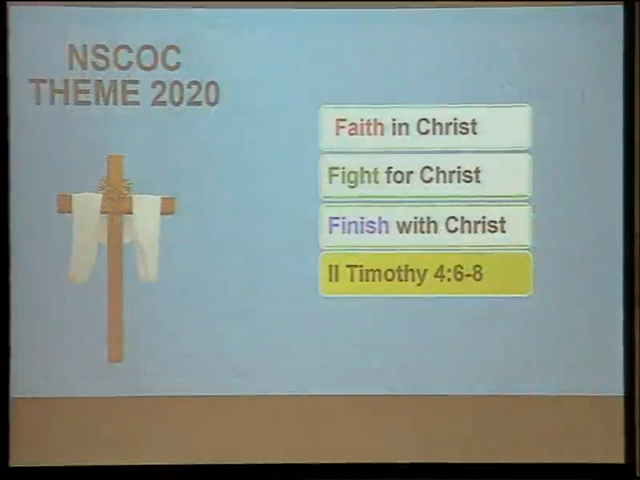 NSCOC
THEME 2020
Faith in Christ
Fight for Christ
Finish with Christ
II Timothy 4:6-8